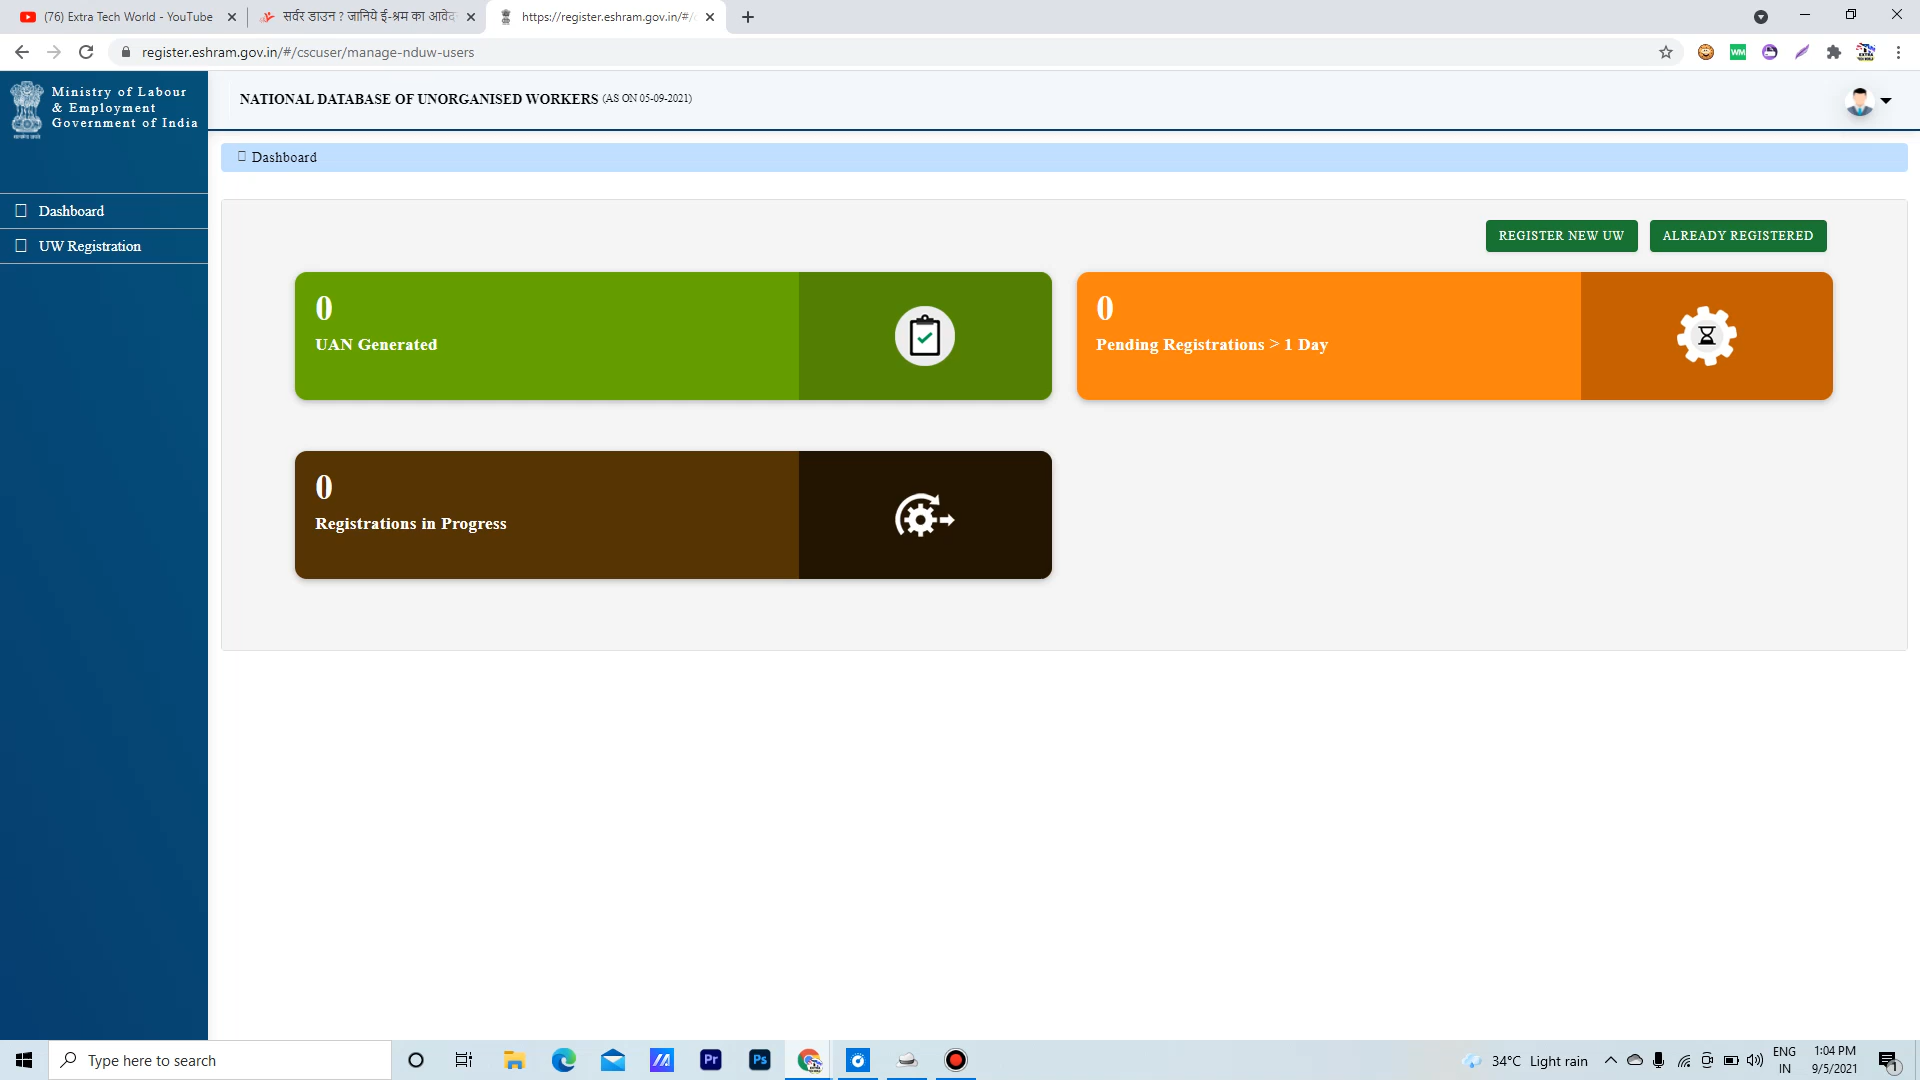 (76) Extra Tech World - YouTube
सर्वर डाउन ? जानिये ई-श्रम का आवेद
https://register.eshram.gov.in/#/
register.eshram.gov.in/#/cscuser/manage-nduw-users
WM
Ministry of Labour
& Employment
Government of India
NATIONAL DATABASE OF UNORGANISED WORKERS (AS ON 05-09-2021)
Dashboard
Dashboard
UW Registration
REGISTER NEW UW
ALREADY REGISTERED
0
UAN Generated
0
Pending Registrations > 1 Day
0
Registrations in Progress
Type here to search
Pr
Ps
34°C Light rain
ENG
IN
1:04 PM
9/5/2021
1